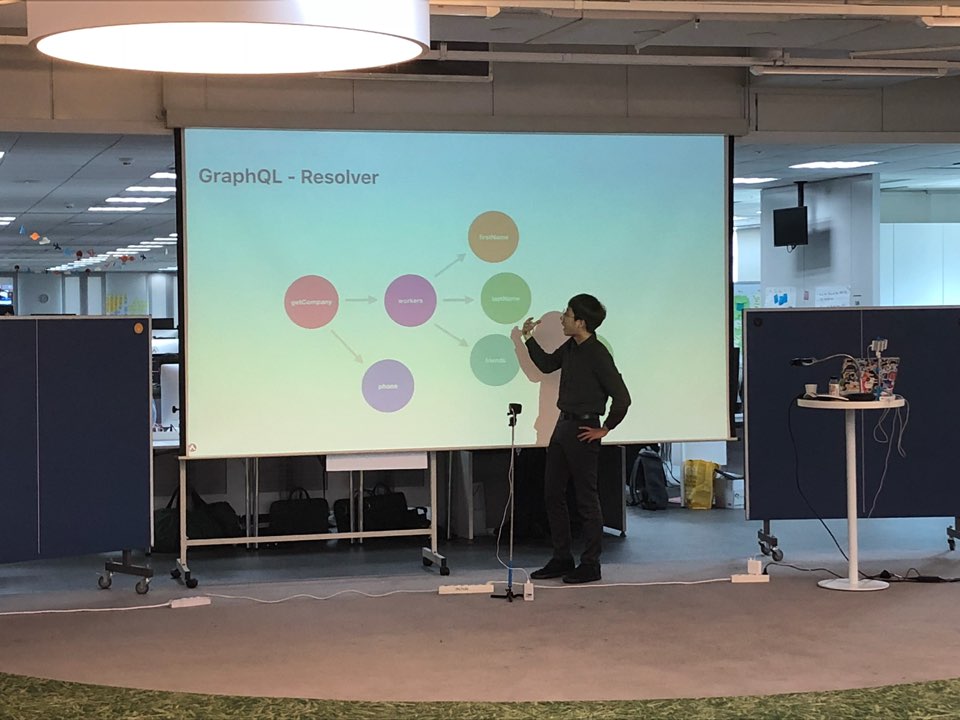 GraphQL - Resolver
firstName
getCompany
workers
lastName
friends
phone